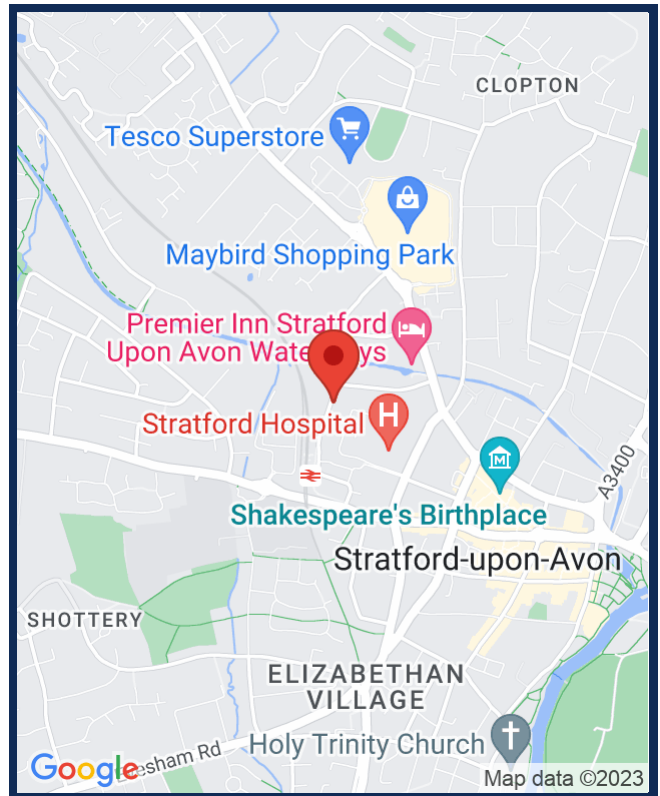 CLOPTON
Tesco Superstore
Maybird Shopping Park
Premier Inn Stratford
Upon Avon
Stratford Hospital
H
M
A3400
Shakespeare's Birthplace
Stratford-upon-Avon
SHOTTERY
ELIZABETHAN
VILLAGE
Holy Trinity Church
Rd
Google
Map data ©2023